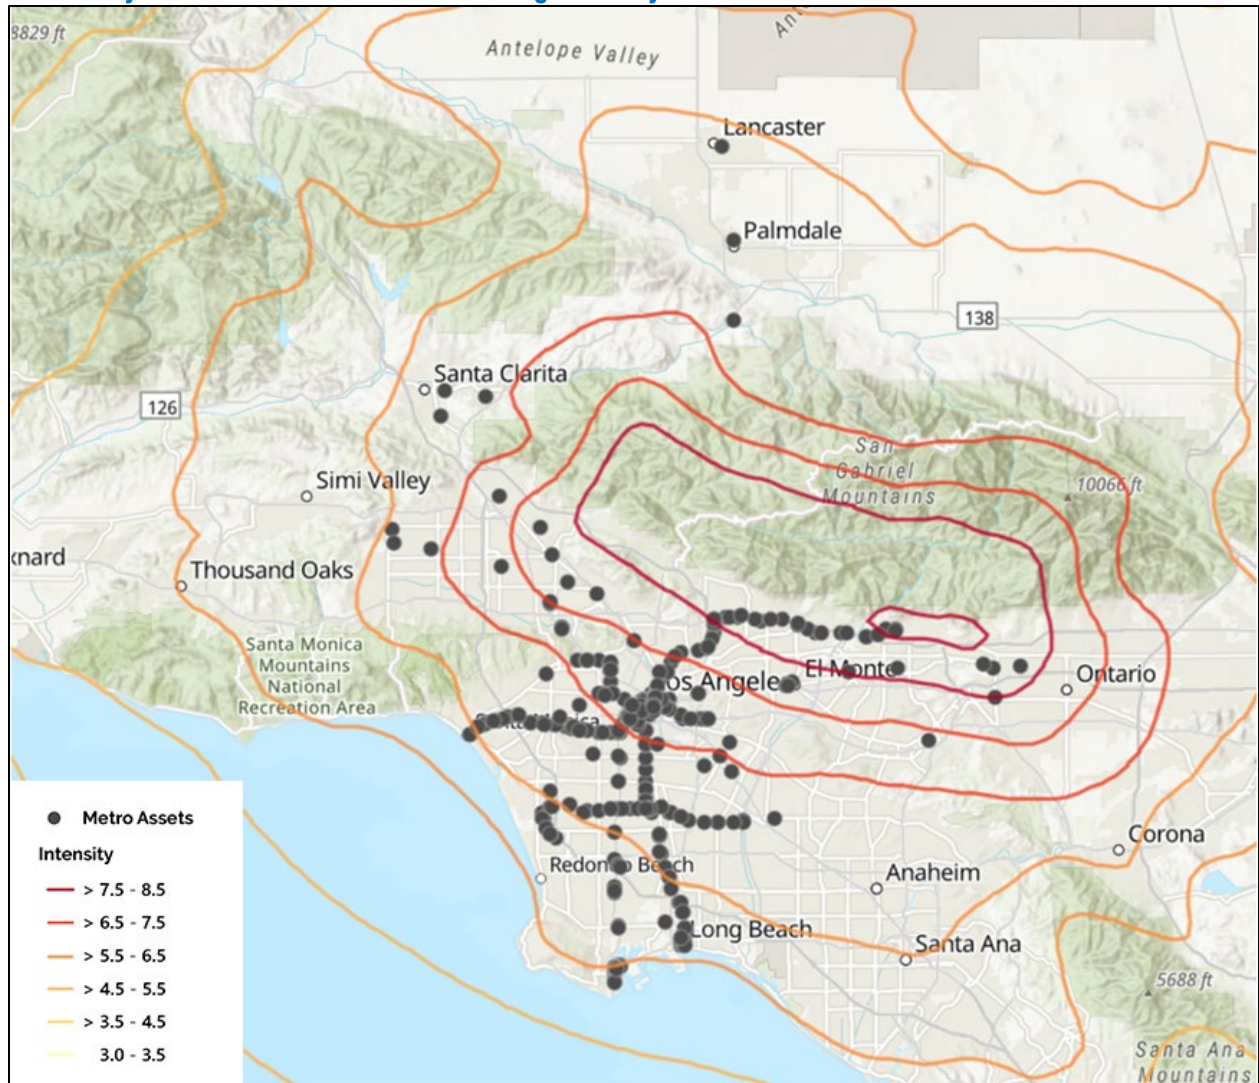 8829 ft
Antelope Valley
Lancaster
Palmdale
138
Santa Clarita
126
San
Gabriel
Mountains
10066 ft
Simi Valley
Thousand Oaks
Santa Monica
Mountains
National
Recreation Area
El Monte
Ontario
Corona
Redondo Beach
Anaheim
Long Beach
Santa Ana
5688 ft
Santa Ana
Mountains
Metro Assets
Intensity
> 7.5 - 8.5
> 6.5 - 7.5
> 5.5 - 6.5
> 4.5 - 5.5
> 3.5 - 4.5
3.0 - 3.5